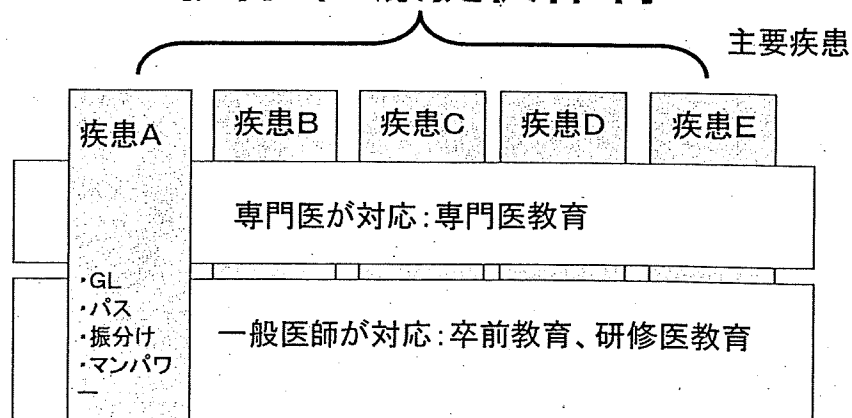 主要疾患
疾患A
疾患B
疾患C
疾患D
疾患E
専門医が対応:専門医教育
・GL
・パス
・振分け
・マンパワ
ー
一般医師が対応:卒前教育、研修医教育